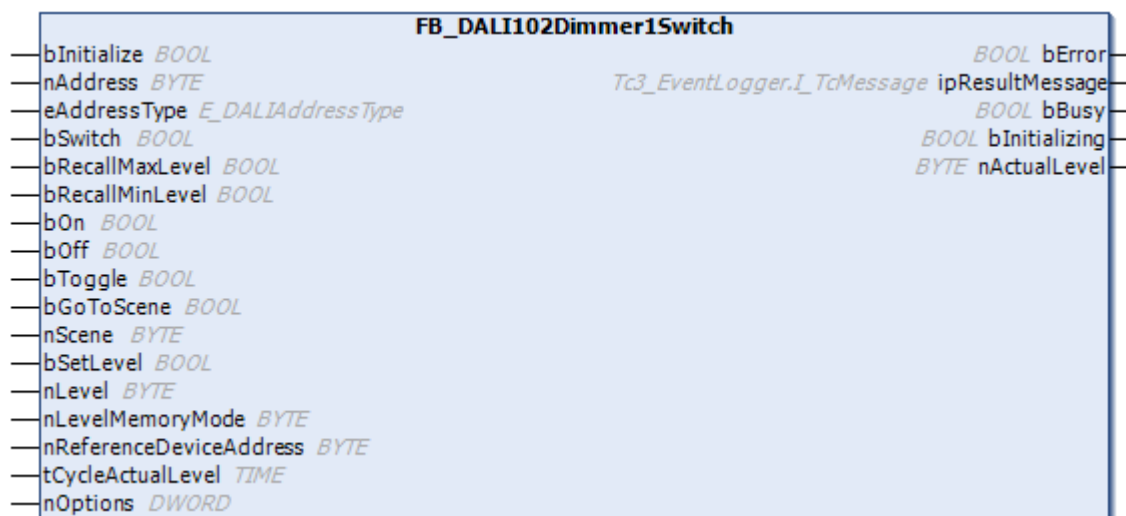 FB_DALI102Dimmer1Switch
bInitialize BOOL BOOL bError
nAddress BYTE Tc3_EventLogger.I_TcMessage ipResultMessage
eAddressType E_DALIAddressType BOOL bBusy
bSwitch BOOL BOOL bInitializing
bRecallMaxLevel BOOL BYTE nActualLevel
bRecallMinLevel BOOL
bOn BOOL
bOff BOOL
bToggle BOOL
bGoToScene BOOL
nScene BYTE
bSetLevel BOOL
nLevel BYTE
nLevelMemoryMode BYTE
nReferenceDeviceAddress BYTE
tCycleActualLevel TIME
nOptions DWORD